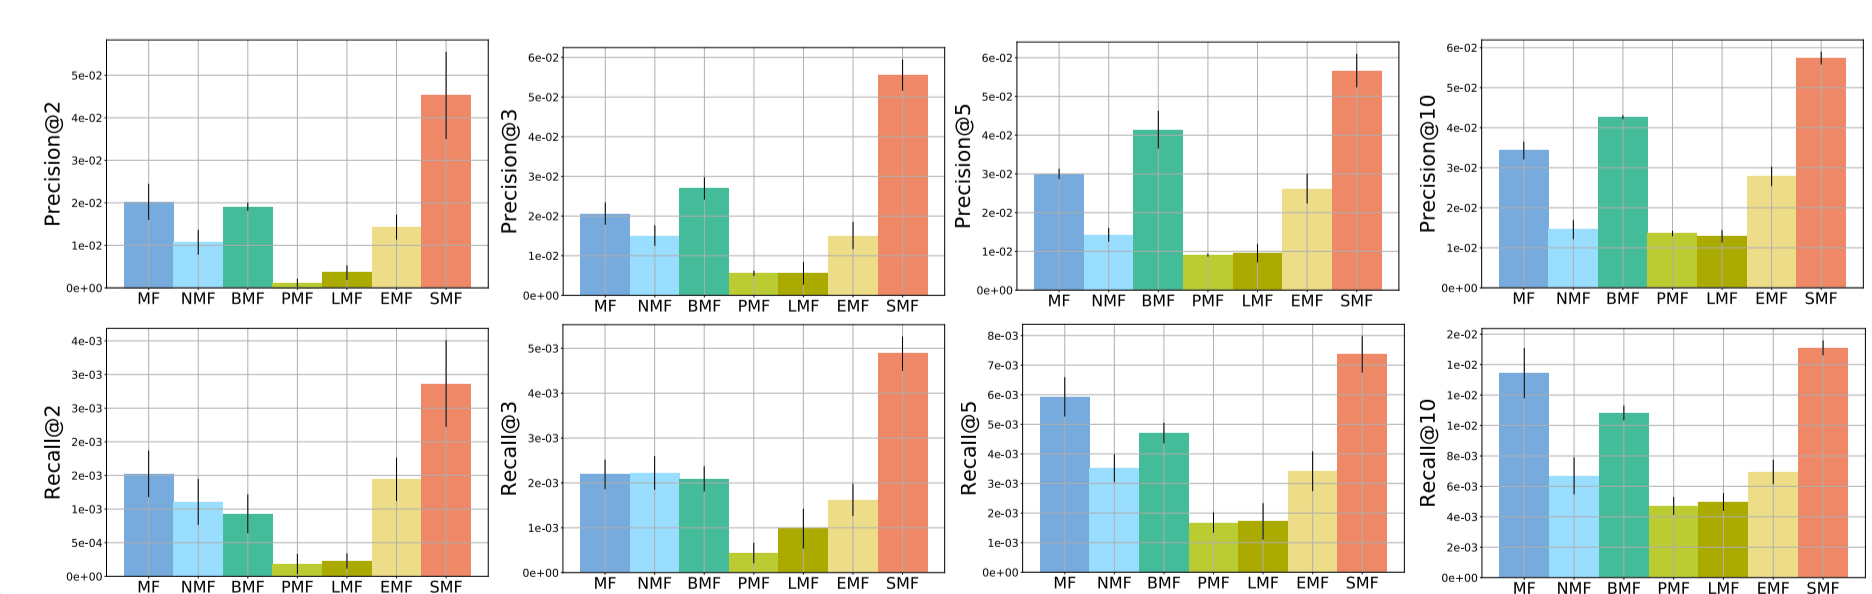 Precision@2
5e-02
4e-02
3e-02
2e-02
1e-02
0e+00
MF NMF BMF PMF LMF EMF SMF
Precision@3
6e-02
5e-02
4e-02
3e-02
2e-02
1e-02
0e+00
MF NMF BMF PMF LMF EMF SMF
Precision@5
6e-02
5e-02
4e-02
3e-02
2e-02
1e-02
0e+00
MF NMF BMF PMF LMF EMF SMF
Precision@10
6e-02
5e-02
4e-02
3e-02
2e-02
1e-02
0e+00
MF NMF BMF PMF LMF EMF SMF
Recall@2
4e-03
3e-03
3e-03
2e-03
2e-03
1e-03
5e-04
0e+00
MF NMF BMF PMF LMF EMF SMF
Recall@3
5e-03
4e-03
3e-03
2e-03
1e-03
0e+00
MF NMF BMF PMF LMF EMF SMF
Recall@5
8e-03
7e-03
6e-03
5e-03
4e-03
3e-03
2e-03
1e-03
0e+00
MF NMF BMF PMF LMF EMF SMF
Recall@10
2e-02
1e-02
1e-02
1e-02
8e-03
6e-03
4e-03
2e-03
0e+00
MF NMF BMF PMF LMF EMF SMF